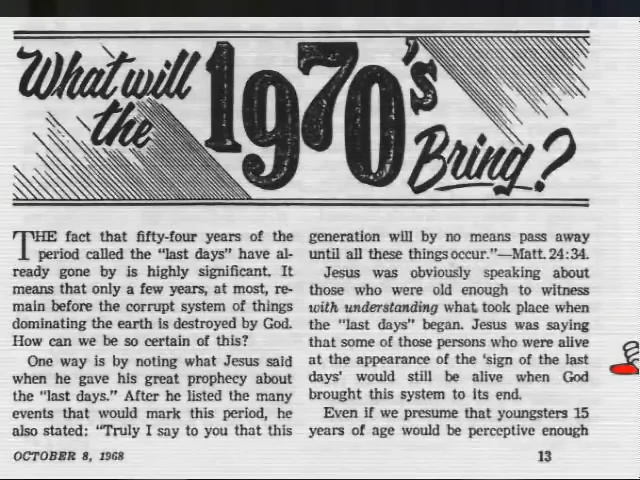 What will
the
1970's
Bring?
THE fact that fifty-four years of the
period called the “last days” have al-
ready gone by is highly significant. It
means that only a few years, at most, re-
main before the corrupt system of things
dominating the earth is destroyed by God.
How can we be so certain of this?
One way is by noting what Jesus said
when he gave his great prophecy about
the “last days.” After he listed the many
events that would mark this period, he
also stated: “Truly I say to you that this
generation will by no means pass away
until all these things occur.”—Matt. 24:34.
Jesus was obviously speaking about
those who were old enough to witness
with understanding what took place when
the “last days” began. Jesus was saying
that some of those persons who were alive
at the appearance of the ‘sign of the last
days’ would still be alive when God
brought this system to its end.
Even if we presume that youngsters 15
years of age would be perceptive enough
OCTOBER 8, 1968
13